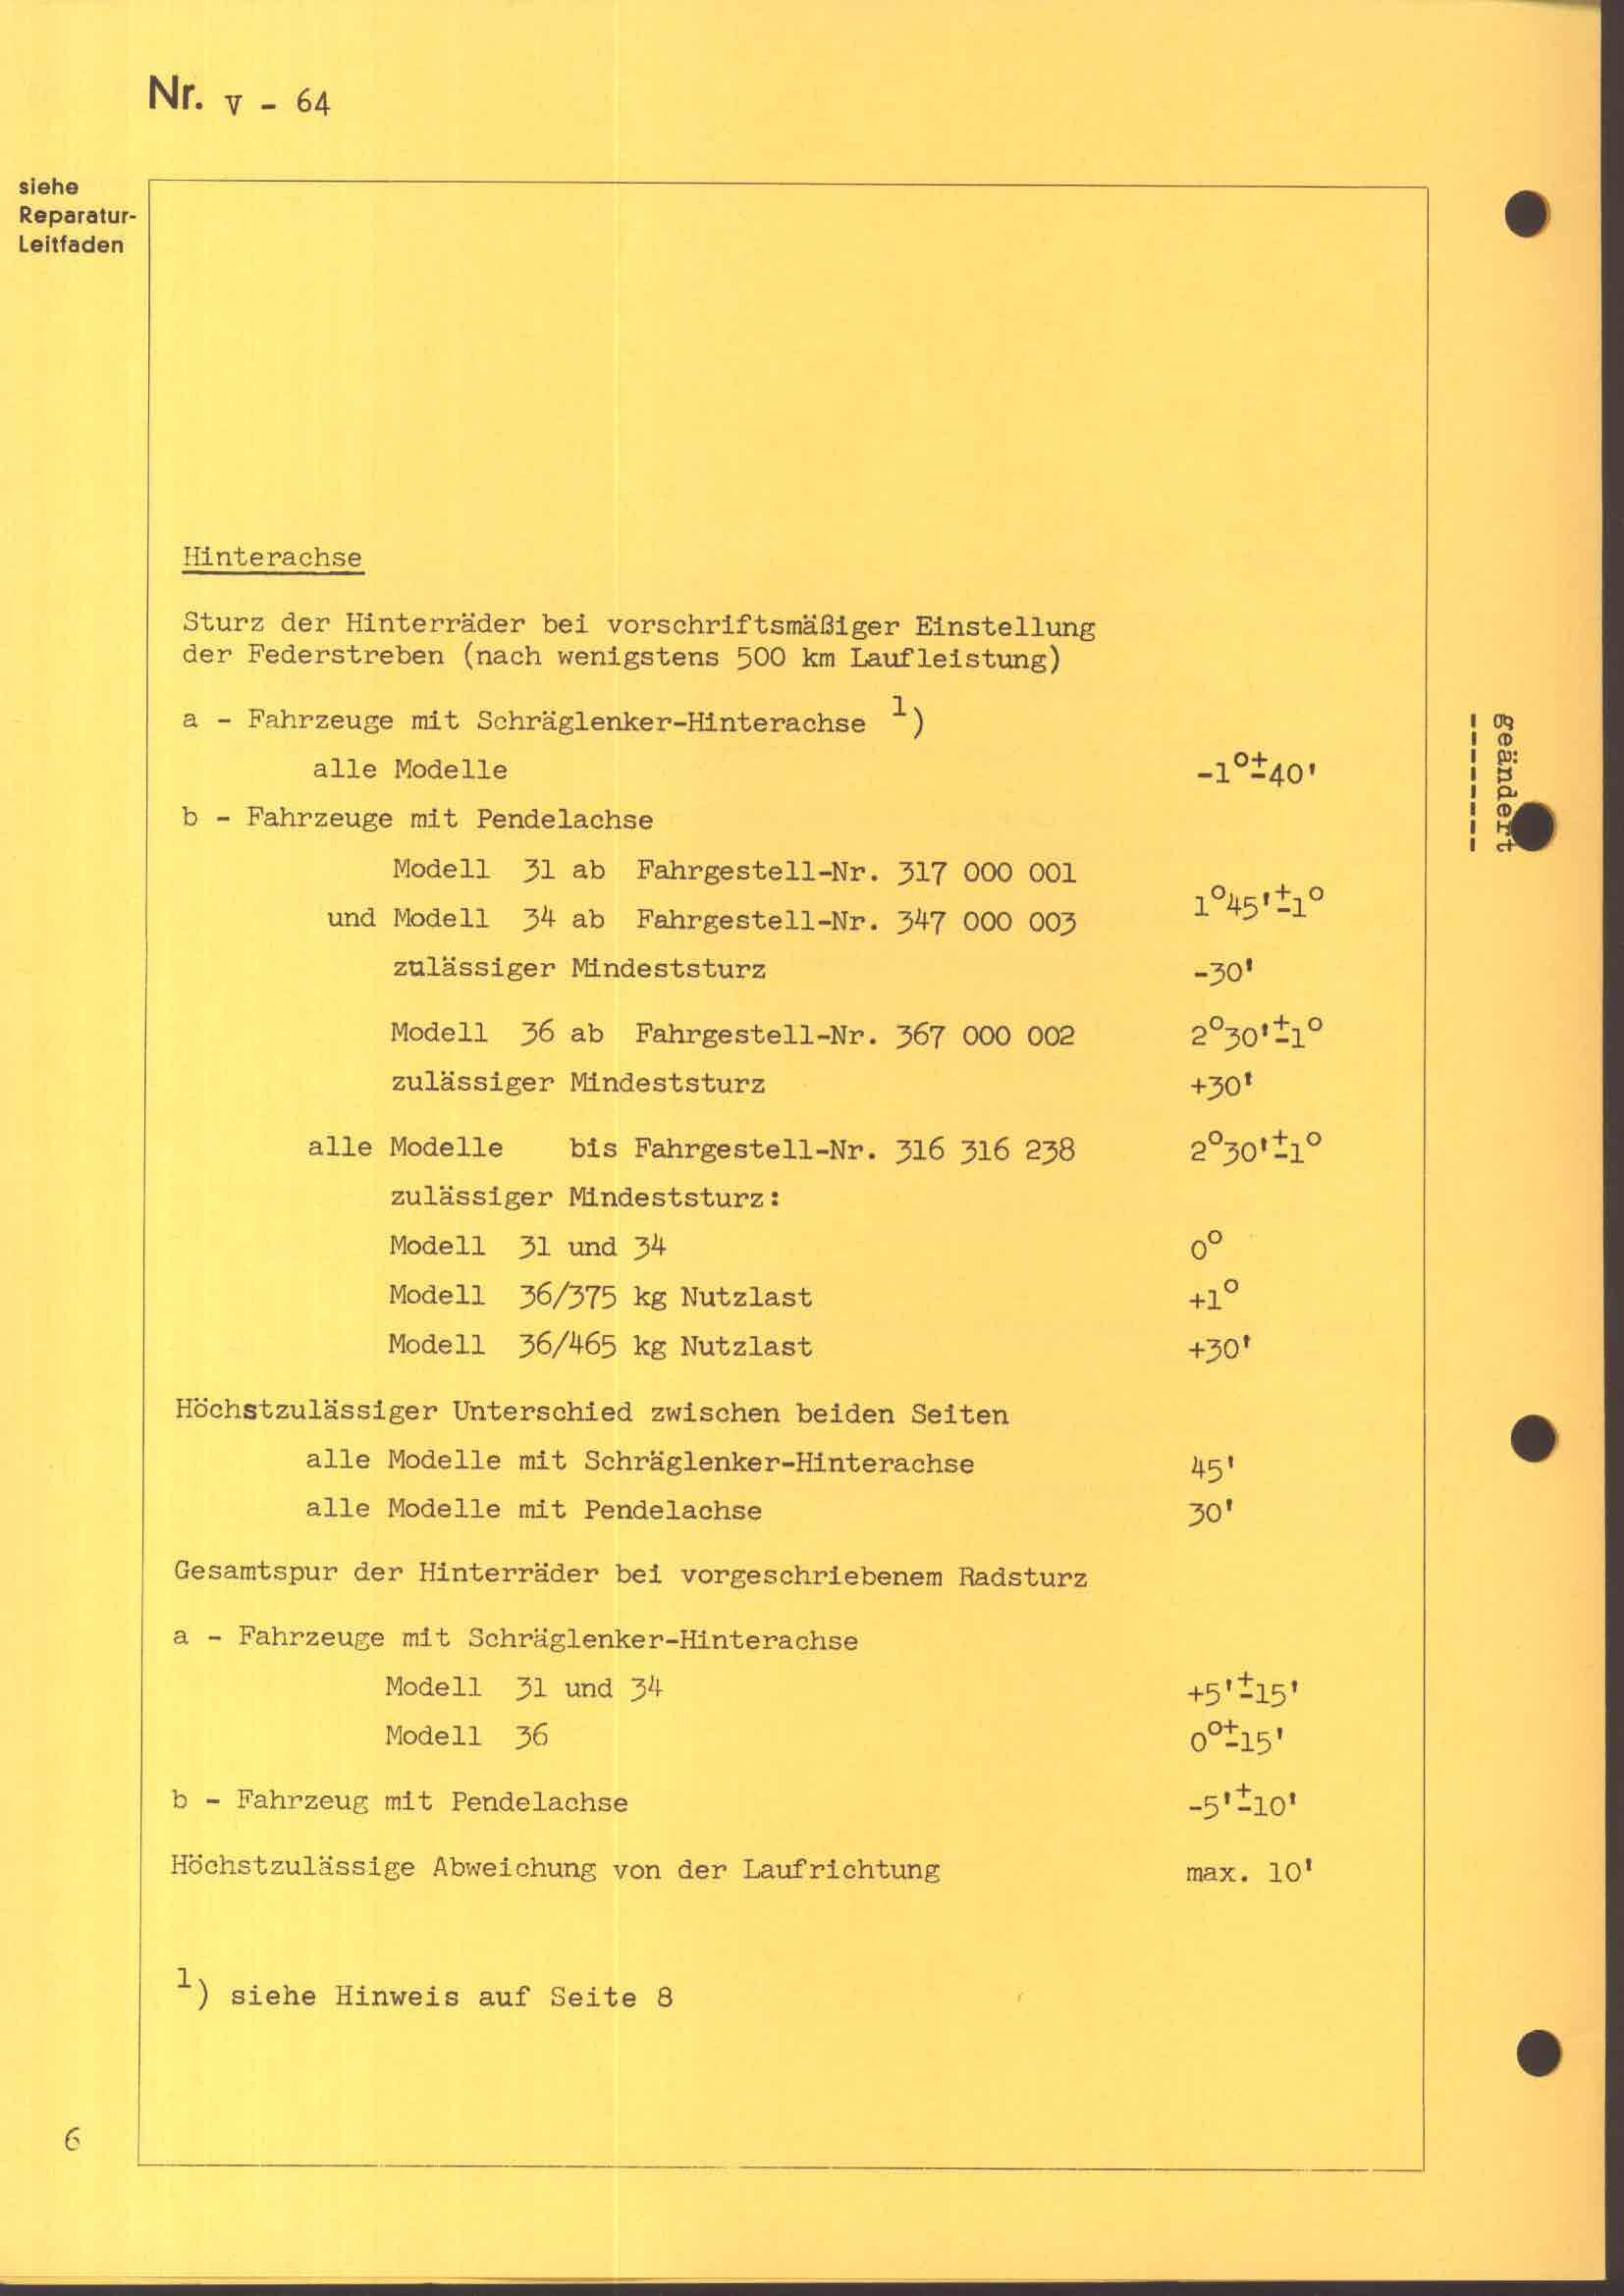 Nr. V - 64
siehe
Reparatur-
Leitfaden
Hinterachse
Sturz der Hinterräder bei vorschriftsmäßiger Einstellung
der Federstreben (nach wenigstens 500 km Laufleistung)
a - Fahrzeuge mit Schräglenker-Hinterachse 1)
alle Modelle -1°±40'
geändert
b - Fahrzeuge mit Pendelachse
Modell 31 ab Fahrgestell-Nr. 317 000 001
1°45'±1°
und Modell 34 ab Fahrgestell-Nr. 347 000 003
zulässiger Mindeststurz -30'
Modell 36 ab Fahrgestell-Nr. 367 000 002 2°30'±1°
zulässiger Mindeststurz +30'
alle Modelle bis Fahrgestell-Nr. 316 316 238 2°30'±1°
zulässiger Mindeststurz:
Modell 31 und 34 0°
Modell 36/375 kg Nutzlast +1°
Modell 36/465 kg Nutzlast +30'
Höchstzulässiger Unterschied zwischen beiden Seiten
alle Modelle mit Schräglenker-Hinterachse 45'
alle Modelle mit Pendelachse 30'
Gesamtspur der Hinterräder bei vorgeschriebenem Radsturz
a - Fahrzeuge mit Schräglenker-Hinterachse
Modell 31 und 34 +5'±15'
Modell 36 0°±15'
b - Fahrzeug mit Pendelachse -5'±10'
Höchstzulässige Abweichung von der Laufrichtung max. 10'
1) siehe Hinweis auf Seite 8
6